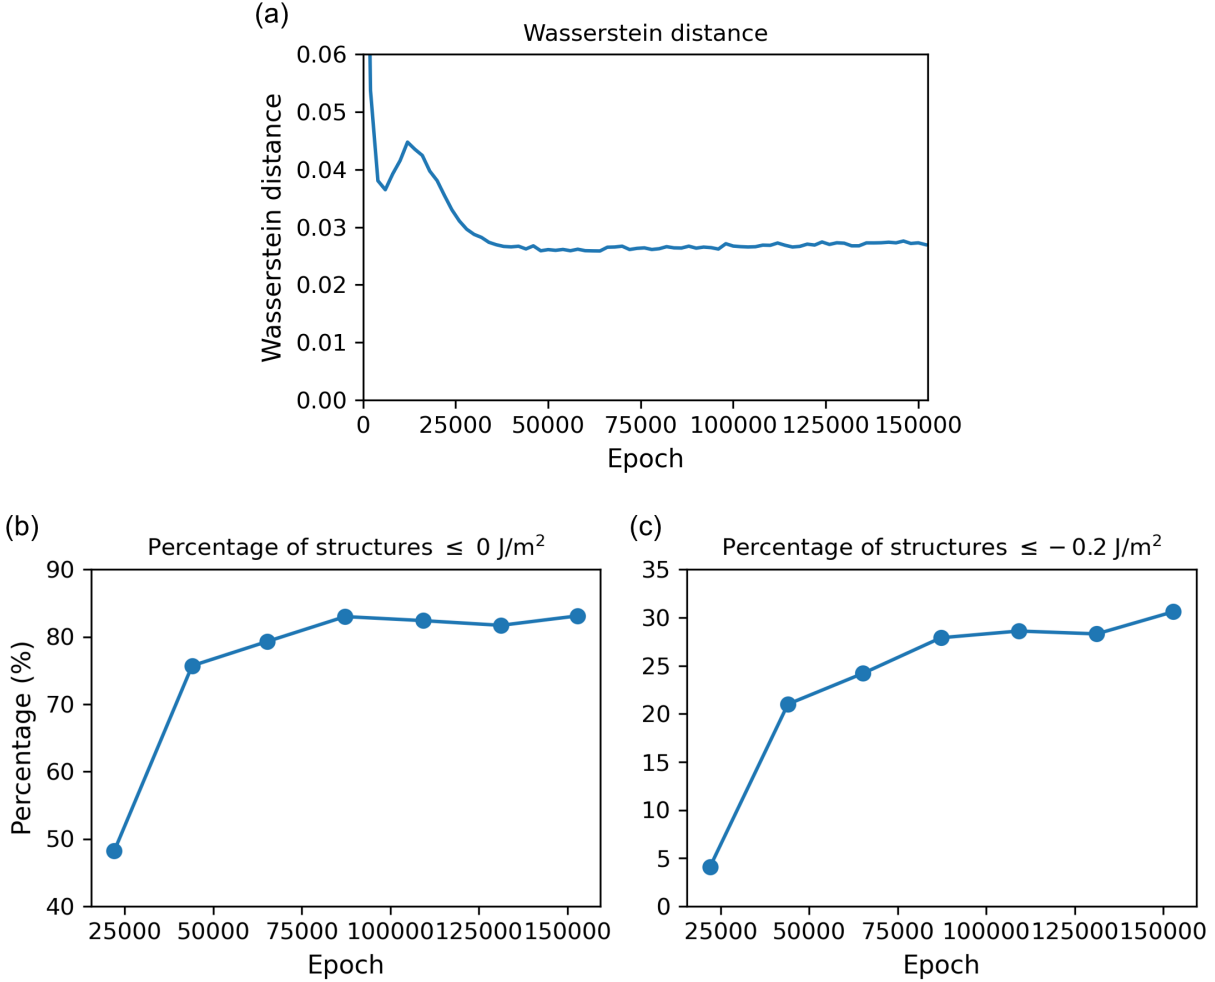 (a)
Wasserstein distance
Wasserstein distance
0.06
0.05
0.04
0.03
0.02
0.01
0.00
0 25000 50000 75000 100000 125000 150000
Epoch
(b)
Percentage of structures ≤ 0 J/m²
Percentage (%)
90
80
70
60
50
40
25000 50000 75000 100000 125000 150000
Epoch
(c)
Percentage of structures ≤ − 0.2 J/m²
35
30
25
20
15
10
5
0
25000 50000 75000 100000 125000 150000
Epoch